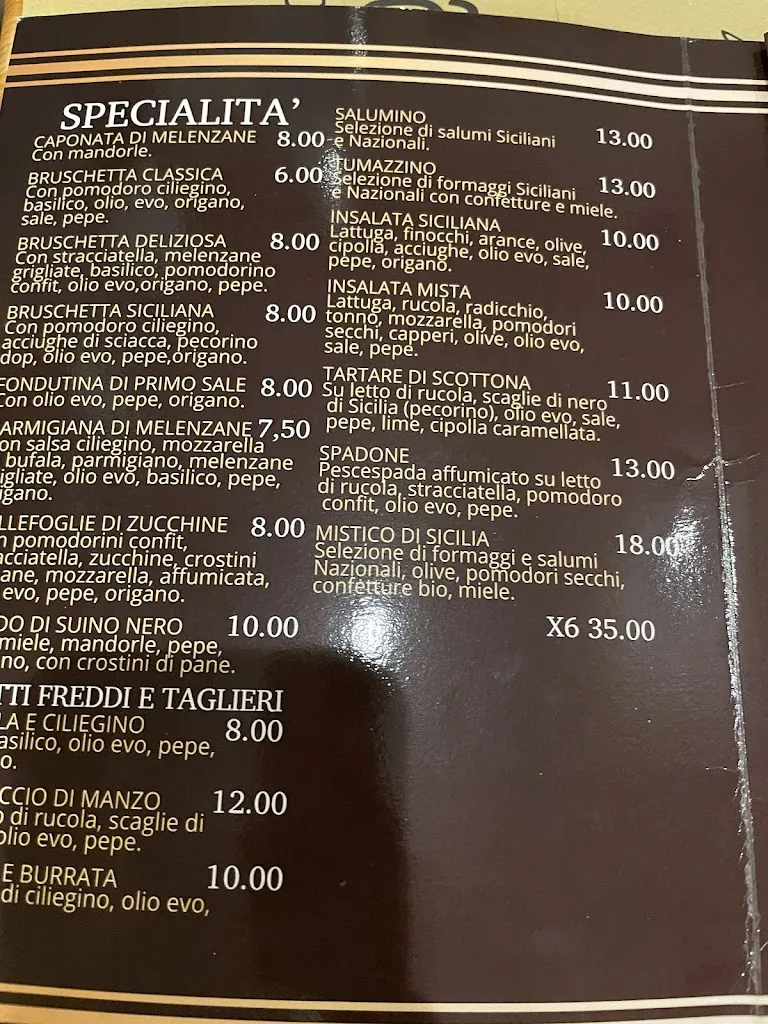 SPECIALITA'
CAPONATA DI MELENZANE 8.00
Con mandorle.
BRUSCHETTA CLASSICA 6.00
Con pomodoro ciliegino,
basilico, olio, evo, origano,
sale, pepe.
BRUSCHETTA DELIZIOSA 8.00
Con stracciatella, melenzane
grigliate, basilico, pomodorino
confit, olio evo,origano, pepe.
BRUSCHETTA SICILIANA 8.00
Con pomodoro ciliegino,
acciughe di sciacca, pecorino
dop, olio evo, pepe,origano.
FONDUTINA DI PRIMO SALE 8.00
Con olio evo, pepe, origano.
ARMIGIANA DI MELENZANE 7,50
on salsa ciliegino, mozzarella
bufala, parmigiano, melenzane
igliate, olio evo, basilico, pepe,
igano.
LLEFOGLIE DI ZUCCHINE 8.00
n pomodorini confit,
acciatella, zucchine, crostini
ane, mozzarella, affumicata,
evo, pepe, origano.
DO DI SUINO NERO 10.00
miele, mandorle, pepe,
no, con crostini di pane.
TTI FREDDI E TAGLIERI
LA E CILIEGINO 8.00
asilico, olio evo, pepe,
o.
CCIO DI MANZO 12.00
o di rucola, scaglie di
olio evo, pepe.
E BURRATA 10.00
di ciliegino, olio evo,
SALUMINO
Selezione di salumi Siciliani 13.00
e Nazionali.
TUMAZZINO
Selezione di formaggi Siciliani 13.00
e Nazionali con confetture e miele.
INSALATA SICILIANA
Lattuga, finocchi, arance, olive, 10.00
cipolla, acciughe, olio evo, sale,
pepe, origano.
INSALATA MISTA
Lattuga, rucola, radicchio, 10.00
tonno, mozzarella, pomodori
secchi, capperi, olive, olio evo,
sale, pepe.
TARTARE DI SCOTTONA 11.00
Su letto di rucola, scaglie di nero
di Sicilia (pecorino), olio evo, sale,
pepe, lime, cipolla caramellata.
SPADONE 13.00
Pescespada affumicato su letto
di rucola, stracciatella, pomodoro
confit, olio evo, pepe.
MISTICO DI SICILIA 18.00
Selezione di formaggi e salumi
Nazionali, olive, pomodori secchi,
confetture bio, miele.
X6 35.00